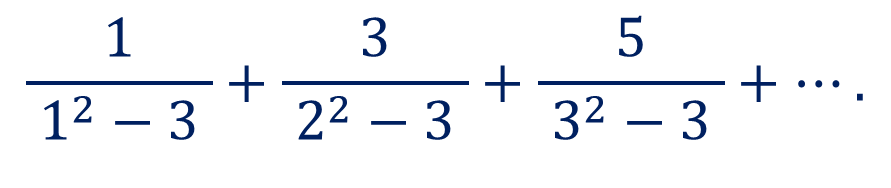 1/(1² − 3) + 3/(2² − 3) + 5/(3² − 3) + ⋯ .